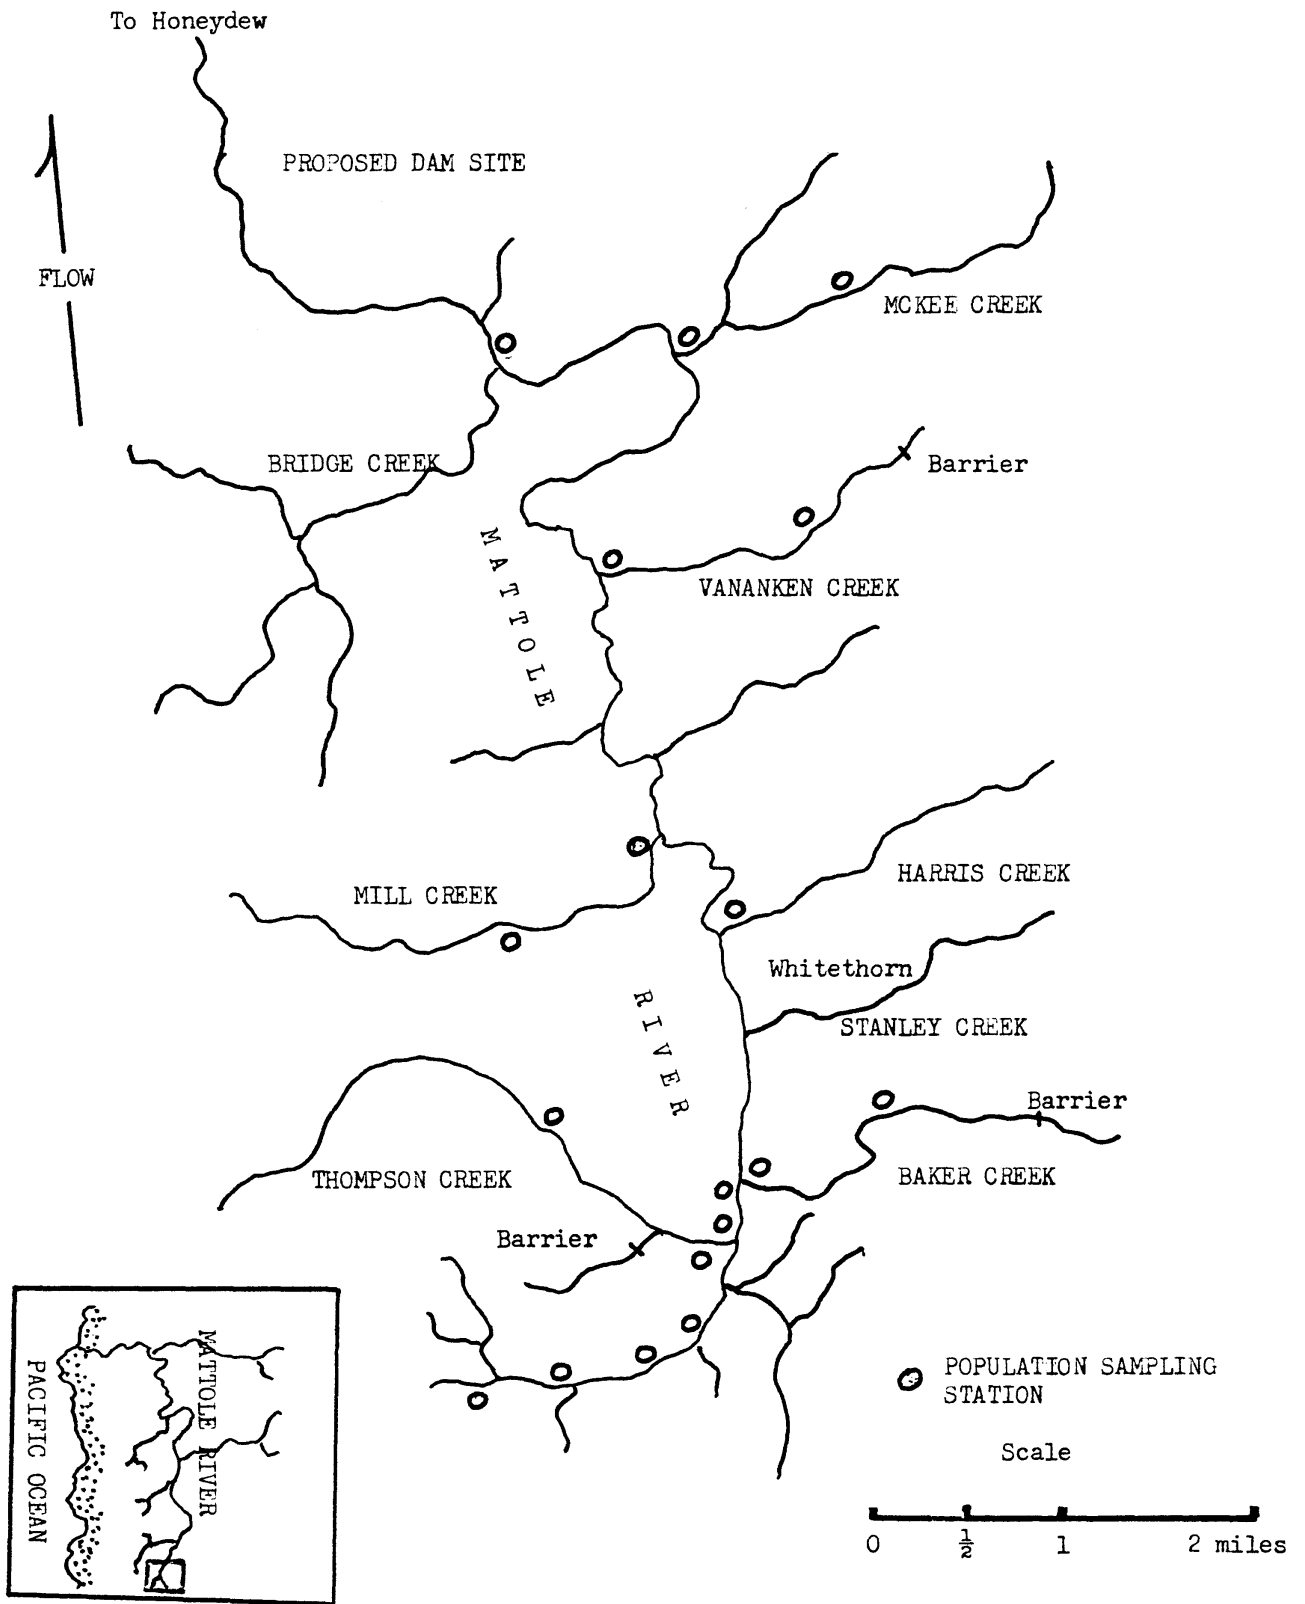 To Honeydew
PROPOSED DAM SITE
FLOW
MCKEE CREEK
BRIDGE CREEK
Barrier
MATTOLE
VANANKEN CREEK
HARRIS CREEK
MILL CREEK
Whitethorn
RIVER
STANLEY CREEK
Barrier
THOMPSON CREEK
BAKER CREEK
Barrier
MATTOLE RIVER
PACIFIC OCEAN
POPULATION SAMPLING
STATION
Scale
0 ½ 1 2 miles